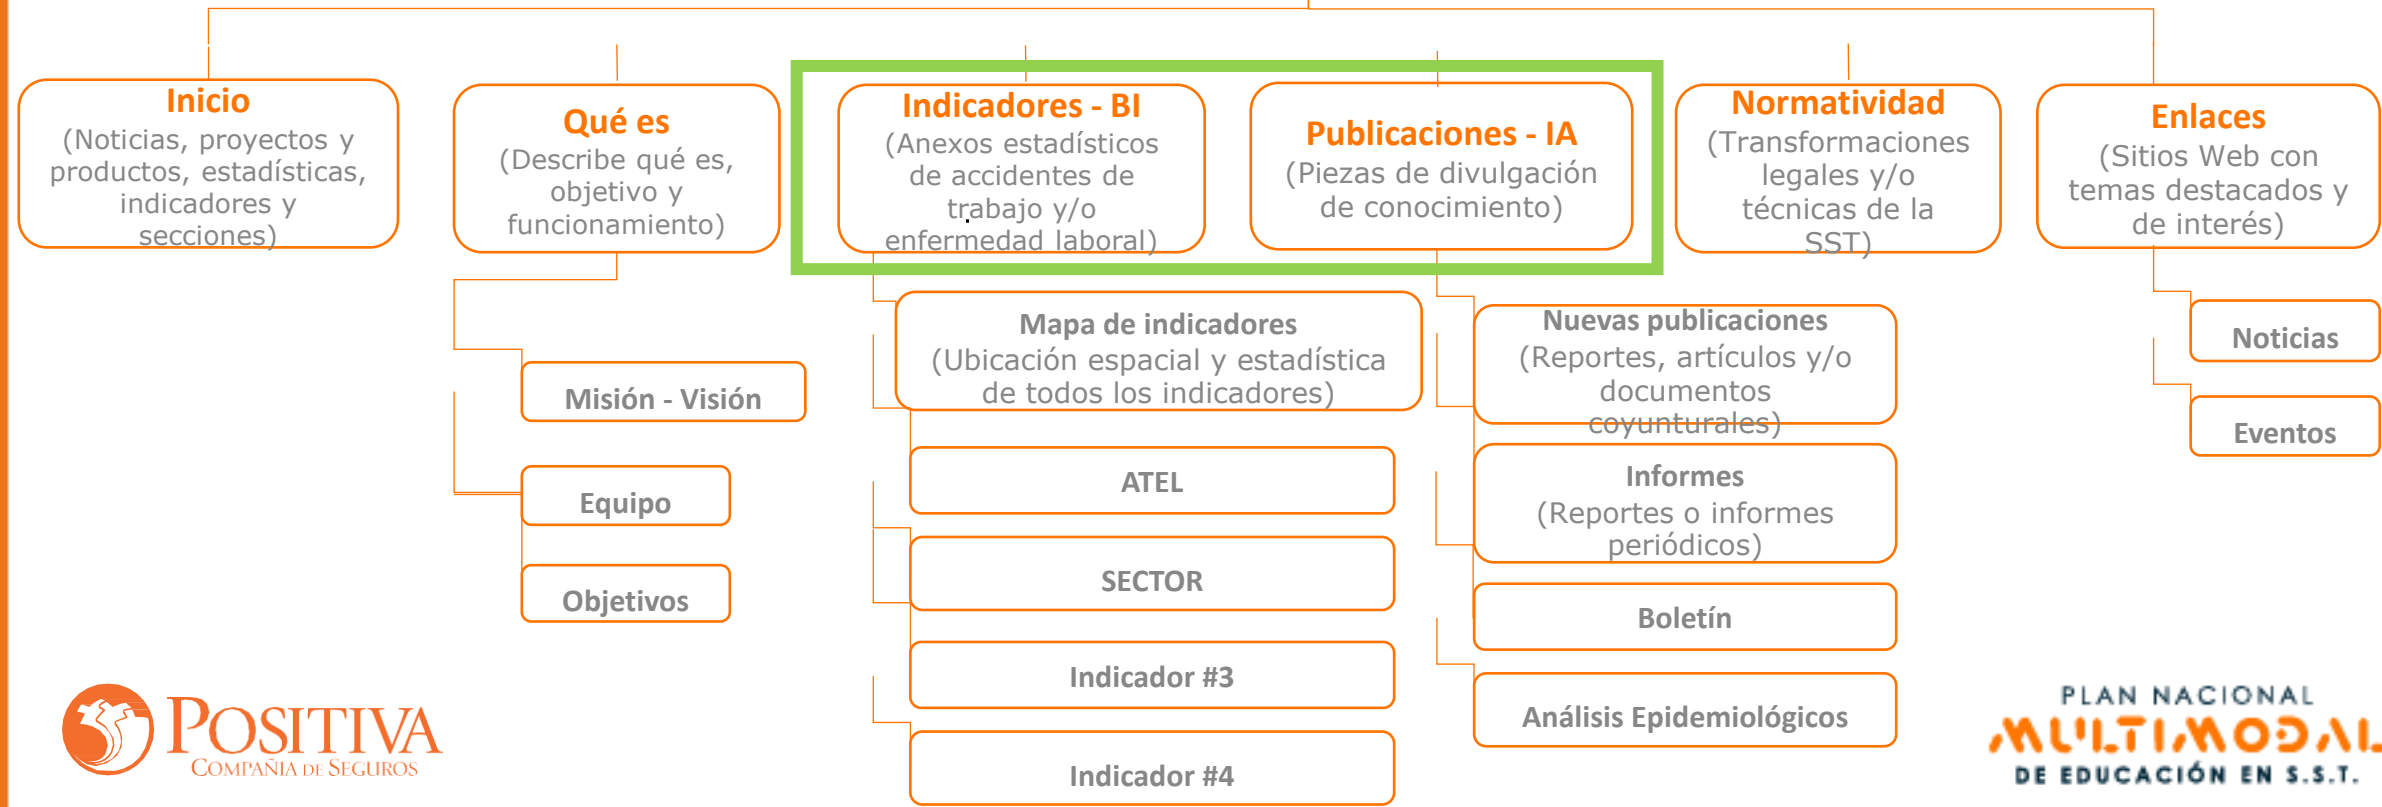 Inicio
(Noticias, proyectos y
productos, estadísticas,
indicadores y
secciones)
Qué es
(Describe qué es,
objetivo y
funcionamiento)
Indicadores - BI
(Anexos estadísticos
de accidentes de
trabajo y/o
enfermedad laboral)
Publicaciones - IA
(Piezas de divulgación
de conocimiento)
Normatividad
(Transformaciones
legales y/o
técnicas de la
SST)
Enlaces
(Sitios Web con
temas destacados y
de interés)
Misión - Visión
Equipo
Objetivos
Mapa de indicadores
(Ubicación espacial y estadística
de todos los indicadores)
ATEL
SECTOR
Indicador #3
Indicador #4
Nuevas publicaciones
(Reportes, artículos y/o
documentos
coyunturales)
Informes
(Reportes o informes
periódicos)
Boletín
Análisis Epidemiológicos
Noticias
Eventos
POSITIVA
COMPAÑIA DE SEGUROS
PLAN NACIONAL
MULTIMODAL
DE EDUCACIÓN EN S.S.T.